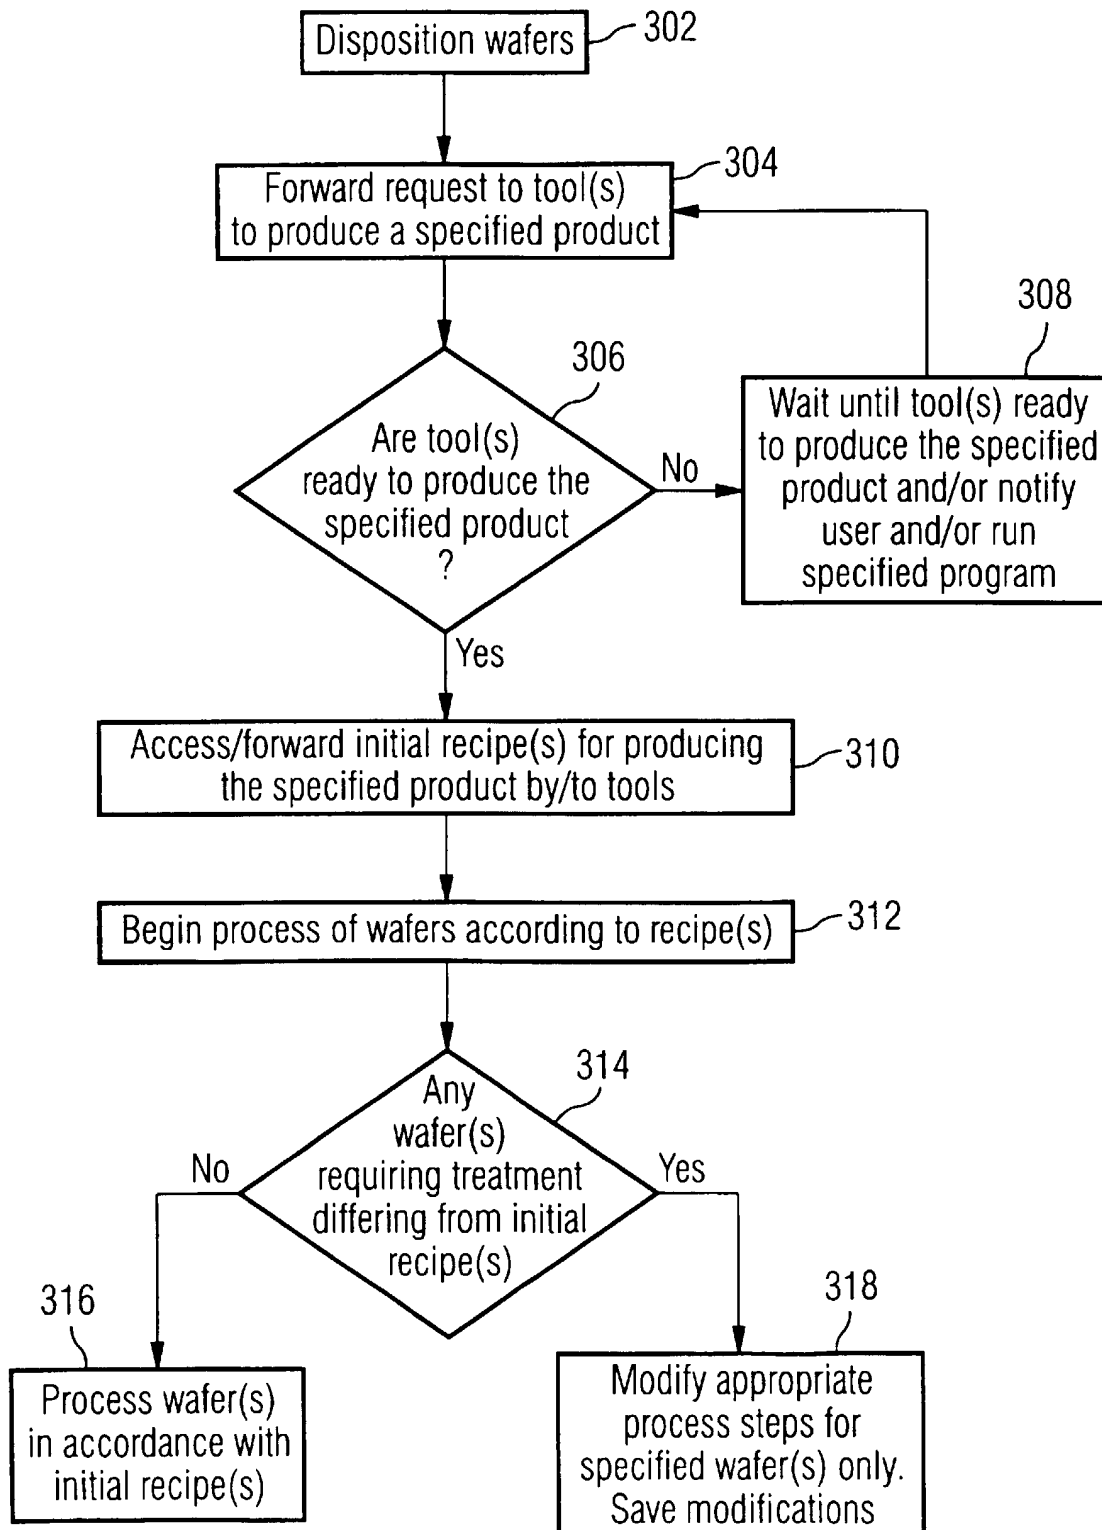 Disposition wafers
302
Forward request to tool(s)
to produce a specified product
304
Are tool(s)
ready to produce the
specified product
?
306
No
308
Wait until tool(s) ready
to produce the specified
product and/or notify
user and/or run
specified program
Yes
Access/forward initial recipe(s) for producing
the specified product by/to tools
310
Begin process of wafers according to recipe(s)
312
Any
wafer(s)
requiring treatment
differing from initial
recipe(s)
314
No
Yes
316
Process wafer(s)
in accordance with
initial recipe(s)
318
Modify appropriate
process steps for
specified wafer(s) only.
Save modifications